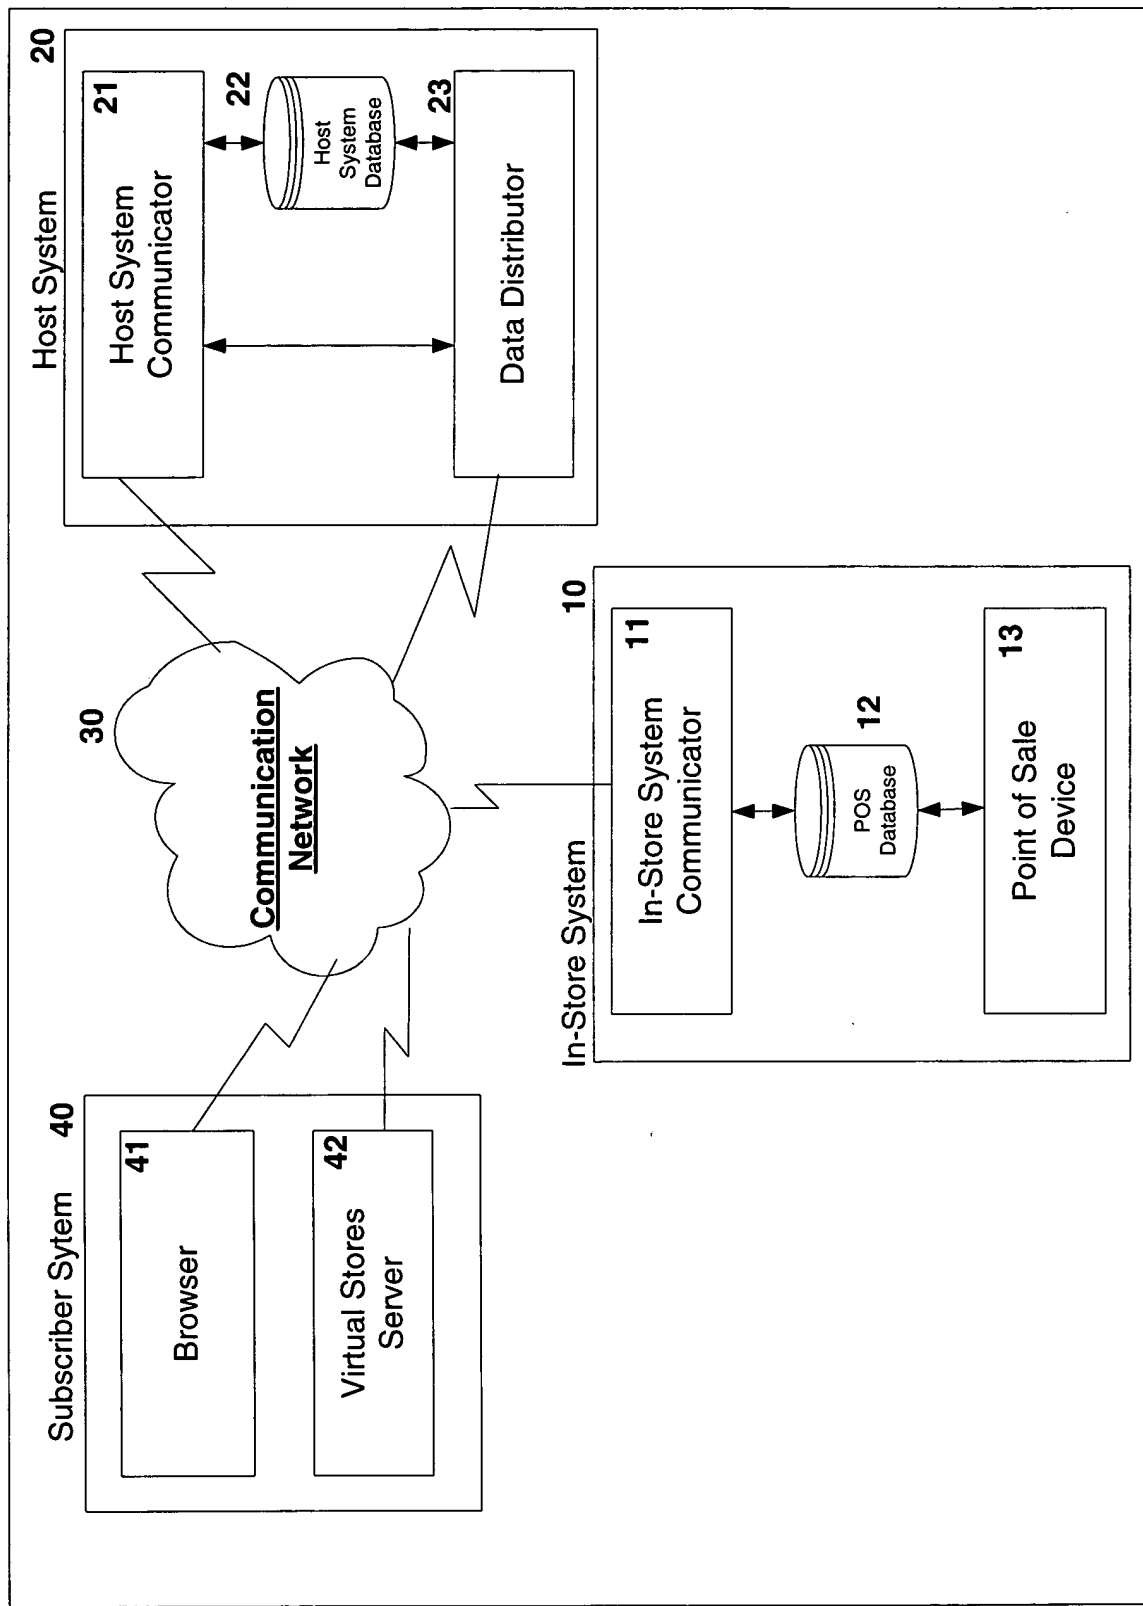 Subscriber Sytem
40
41
Browser
42
Virtual Stores
Server
30
Communication
Network
Host System
20
21
Host System
Communicator
22
Host
System
Database
23
Data Distributor
In-Store System
10
11
In-Store System
Communicator
12
POS
Database
13
Point of Sale
Device